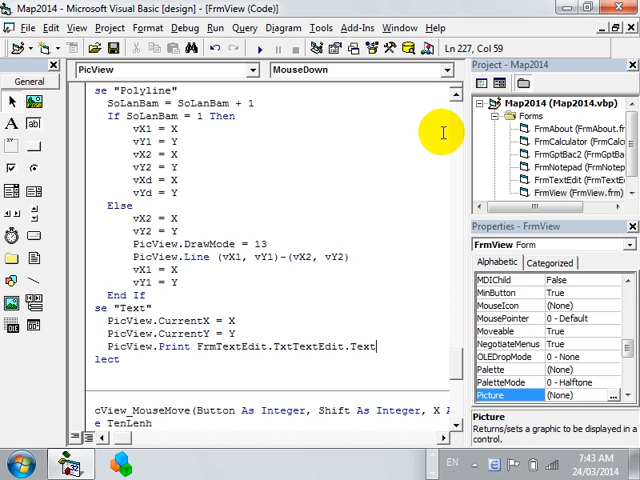 Map2014 - Microsoft Visual Basic [design] - [FrmView (Code)]
File Edit View Project Format Debug Run Query Diagram Tools Add-Ins Window Help
Ln 227, Col 59
General
PicView MouseDown
se "Polyline"
SoLanBam = SoLanBam + 1
If SoLanBam = 1 Then
vX1 = X
vY1 = Y
vX2 = X
vY2 = Y
vXd = X
vYd = Y
Else
vX2 = X
vY2 = Y
PicView.DrawMode = 13
PicView.Line (vX1, vY1)-(vX2, vY2)
vX1 = X
vY1 = Y
End If
se "Text"
PicView.CurrentX = X
PicView.CurrentY = Y
PicView.Print FrmTextEdit.TxtTextEdit.Text
lect
cView_MouseMove(Button As Integer, Shift As Integer, X A
e TenLenh
Project - Map2014
Map2014 (Map2014.vbp)
Forms
FrmAbout (FrmAbout.fr
FrmCalculator (FrmCalc
FrmGptBac2 (FrmGptBa
FrmNotepad (FrmNotep
FrmTextEdit (FrmTextE
FrmView (FrmView.frm)
Properties - FrmView
FrmView Form
Alphabetic Categorized
MDIChild False
MinButton True
MouseIcon (None)
MousePointer 0 - Default
Moveable True
NegotiateMenus True
OLEDropMode 0 - None
Palette (None)
PaletteMode 0 - Halftone
Picture (None) ...
Picture
Returns/sets a graphic to be displayed in a
control.
EN
7:43 AM
24/03/2014